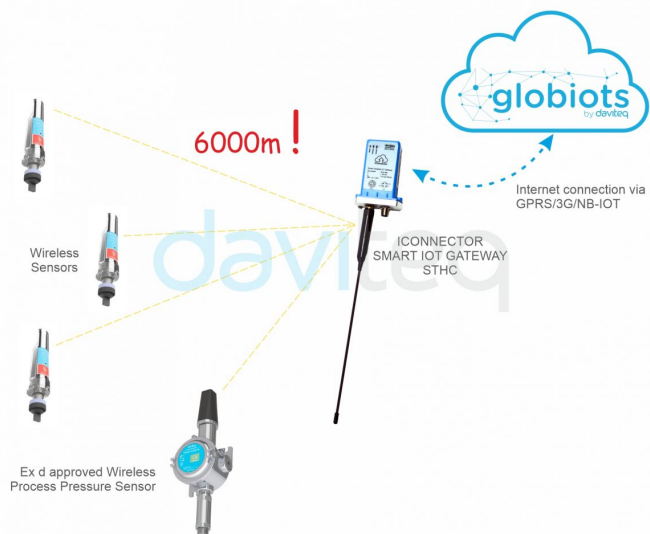 globiots
by daviteq
6000m !
Internet connection via
GPRS/3G/NB-IOT
ICONNECTOR
SMART IOT GATEWAY
STHC
Wireless
Sensors
daviteq
Ex d approved Wireless
Process Pressure Sensor